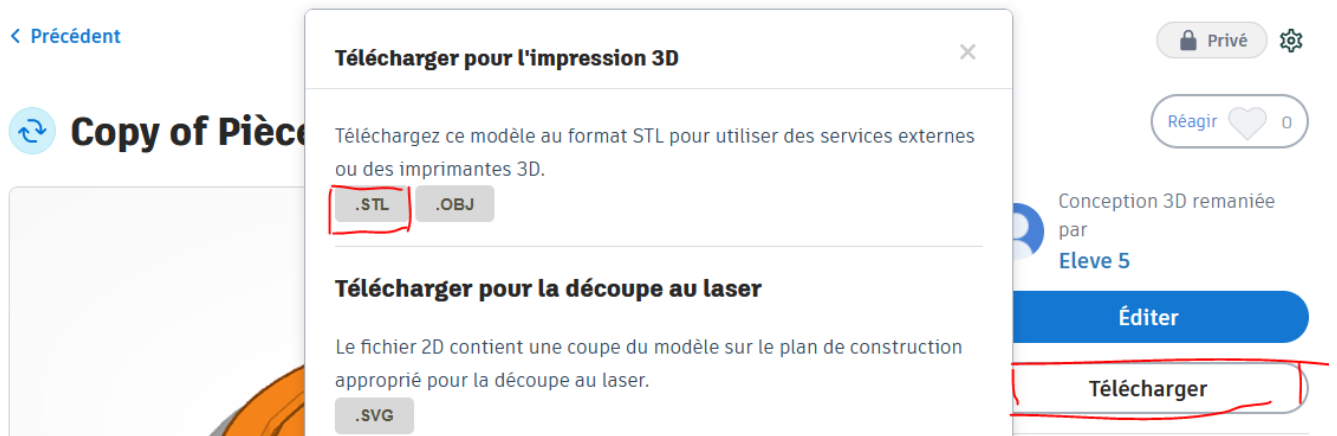 Précédent
Copy of Pièce
Télécharger pour l'impression 3D
Téléchargez ce modèle au format STL pour utiliser des services externes
ou des imprimantes 3D.
.STL
.OBJ
Télécharger pour la découpe au laser
Le fichier 2D contient une coupe du modèle sur le plan de construction
approprié pour la découpe au laser.
.SVG
Privé
Réagir 0
Conception 3D remaniée
par
Eleve 5
Éditer
Télécharger